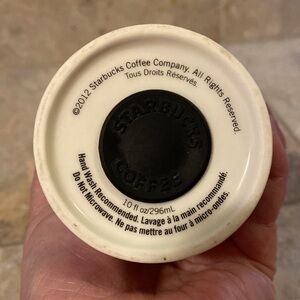 ©2012 Starbucks Coffee Company. All Rights Reserved.
Tous Droits Réservés.
STARBUCKS
COFFEE
10 fl oz/296mL
Hand Wash Recommended. Lavage à la main recommandé.
Do Not Microwave. Ne pas mettre au four à micro-ondes.